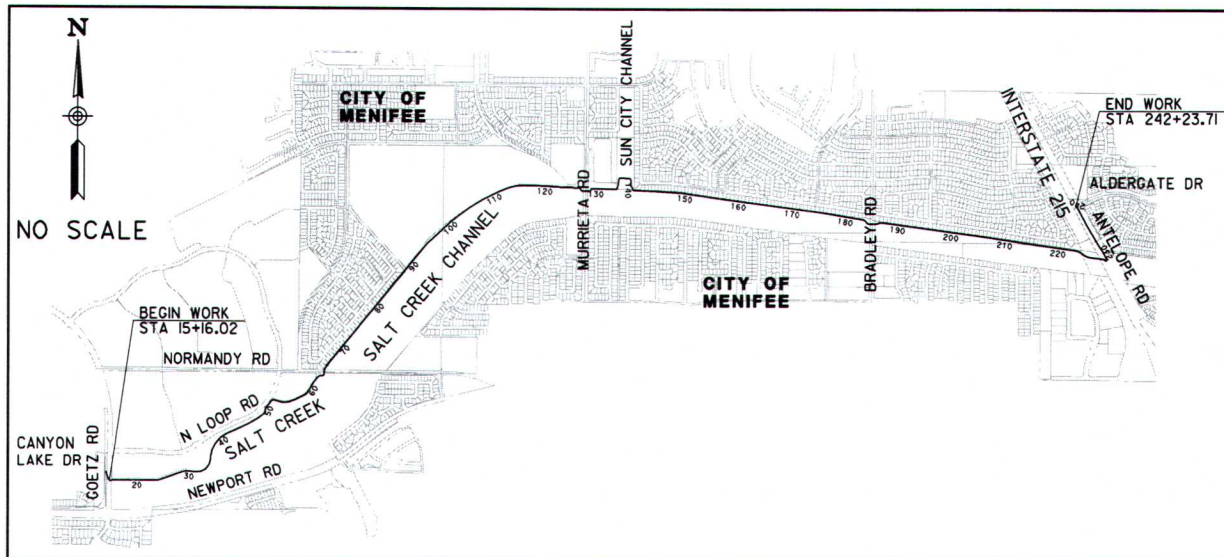 N
NO SCALE
CITY OF
MENIFEE
SUN CITY CHANNEL
INTERSTATE 215
END WORK
STA 242+23.71
ALDERGATE DR
ANTELOPE RD
240
230
MURRIETA RD
BRADLEY RD
CITY OF
MENIFEE
SALT CREEK CHANNEL
110
120
130
140
150
160
170
180
190
200
210
220
100
90
80
70
60
50
40
30
20
BEGIN WORK
STA 15+16.02
NORMANDY RD
N LOOP RD
SALT CREEK
CANYON
LAKE DR
GOETZ RD
NEWPORT RD